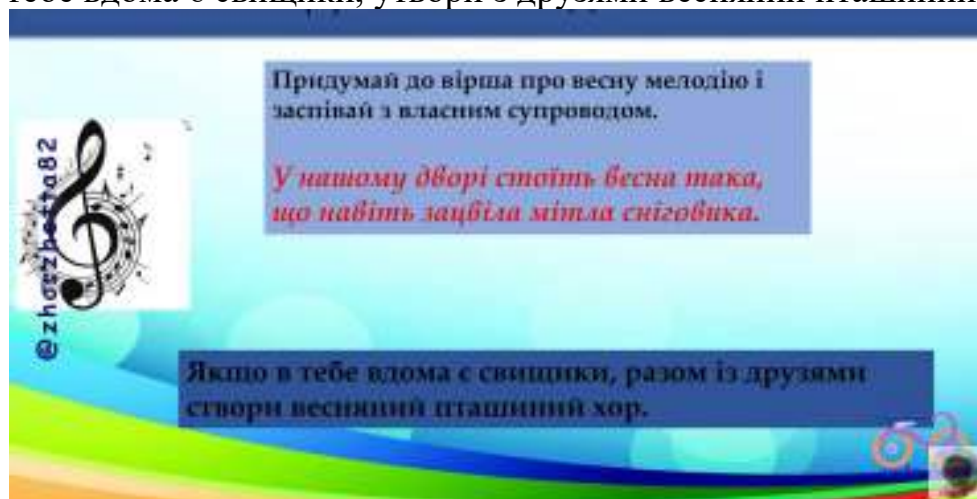 Придумай до вірша про весну мелодію і
заспівай з власним супроводом.
У нашому дворі стоїть весна така,
що навіть зацвіла мітла сніговика.
@zhorzhetta82
Якщо в тебе вдома є свищики, разом із друзями
створи весняний пташиний хор.